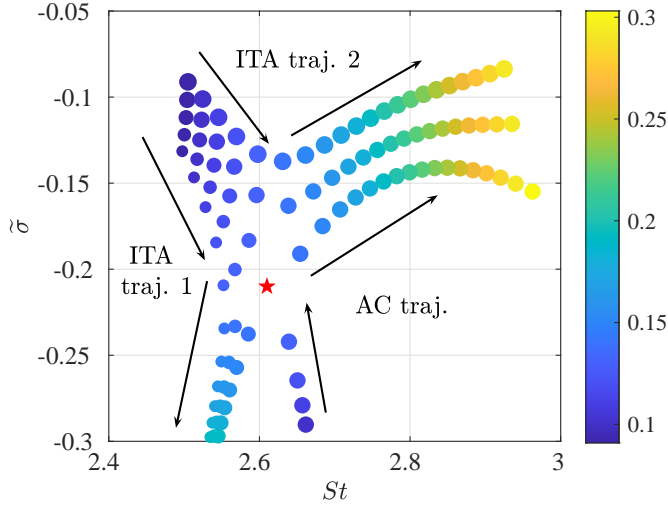 -0.05
-0.1
-0.15
-0.2
-0.25
-0.3
σ̃
2.4
2.6
2.8
3
St
ITA traj. 2
ITA
traj. 1
AC traj.
0.3
0.25
0.2
0.15
0.1